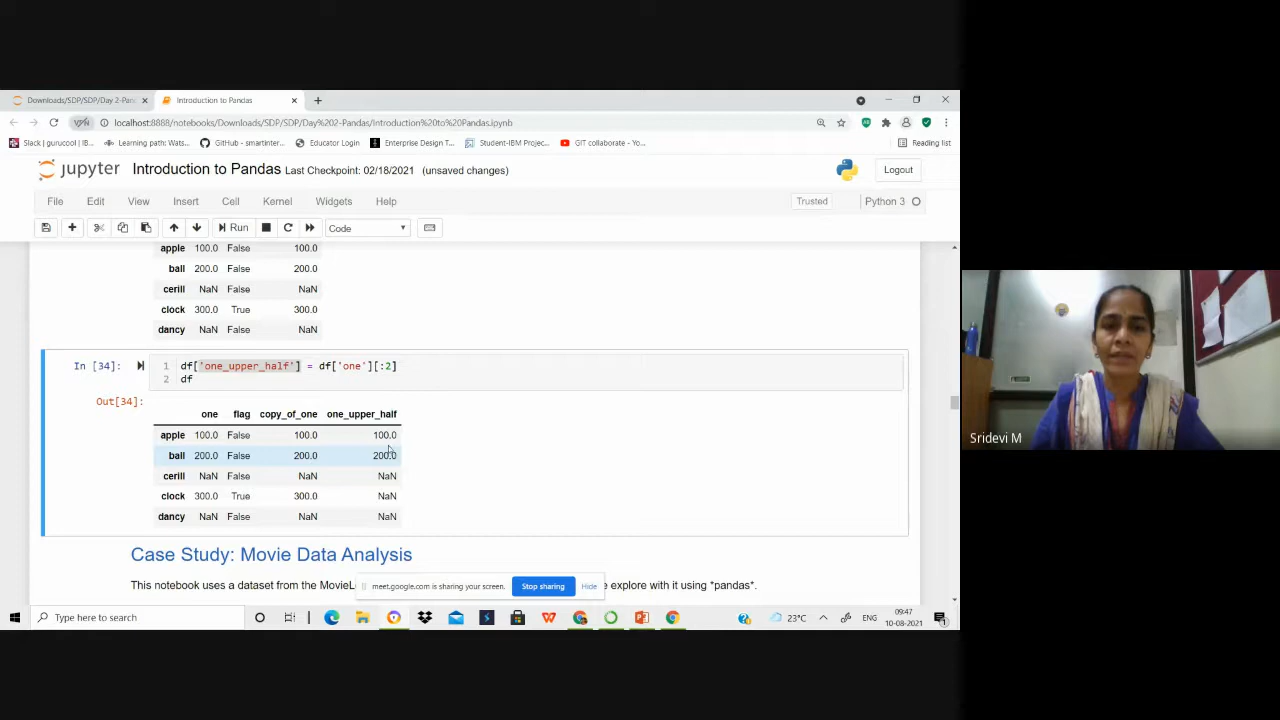 Downloads/SDP/SDP/Day 2-Pan
Introduction to Pandas
localhost:8888/notebooks/Downloads/SDP/SDP/Day%202-Pandas/Introduction%20to%20Pandas.ipynb
Slack | gurucool | IB...
Learning path: Wats...
GitHub - smartinter...
Educator Login
Enterprise Design T...
Student-IBM Projec...
GIT collaborate - Yo...
Reading list
jupyter Introduction to Pandas Last Checkpoint: 02/18/2021 (unsaved changes)
Logout
File Edit View Insert Cell Kernel Widgets Help
Trusted
Python 3
Run
Code
apple 100.0 False 100.0
ball 200.0 False 200.0
cerill NaN False NaN
clock 300.0 True 300.0
dancy NaN False NaN
In [34]:
1 df['one_upper_half'] = df['one'][:2]
2 df
Out[34]:
one flag copy_of_one one_upper_half
apple 100.0 False 100.0 100.0
ball 200.0 False 200.0 200.0
cerill NaN False NaN NaN
clock 300.0 True 300.0 NaN
dancy NaN False NaN NaN
Case Study: Movie Data Analysis
This notebook uses a dataset from the MovieL
e explore with it using *pandas*.
meet.google.com is sharing your screen.
Stop sharing
Hide
Type here to search
23°C
ENG
09:47
10-08-2021
Sridevi M